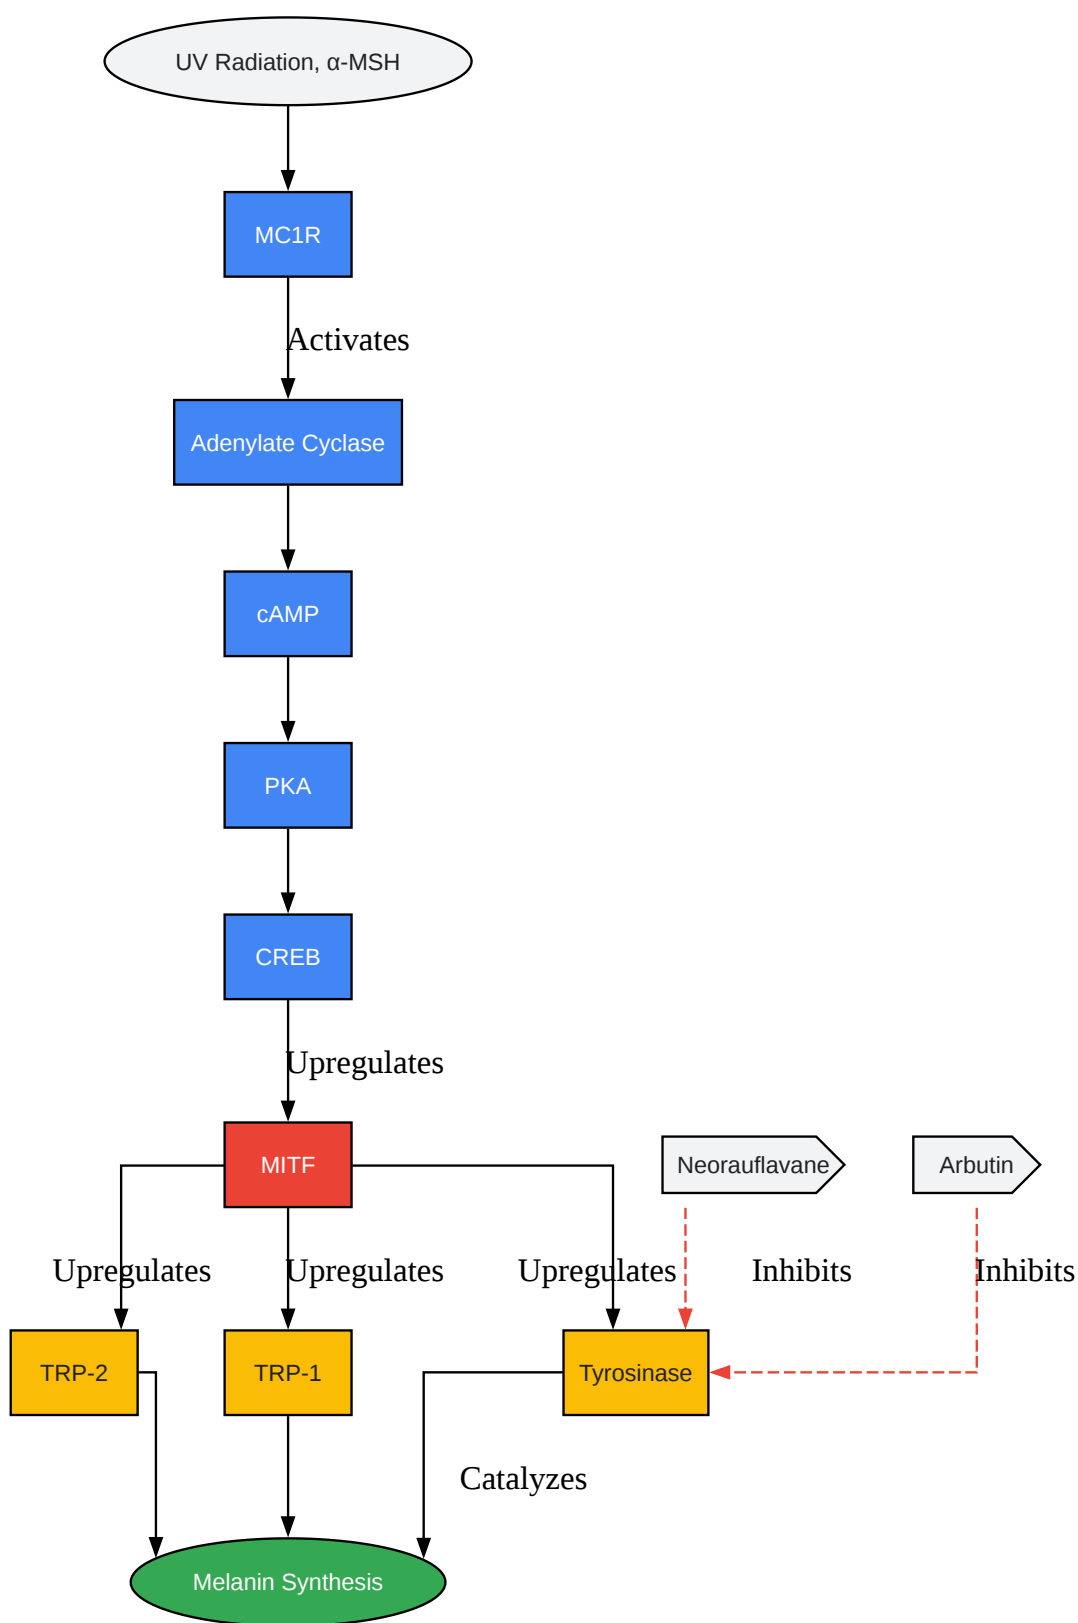 UV Radiation, α-MSH
MC1R
Activates
Adenylate Cyclase
cAMP
PKA
CREB
Upregulates
MITF
Neorauflavane
Arbutin
Upregulates
Upregulates
Upregulates
Inhibits
Inhibits
TRP-2
TRP-1
Tyrosinase
Catalyzes
Melanin Synthesis